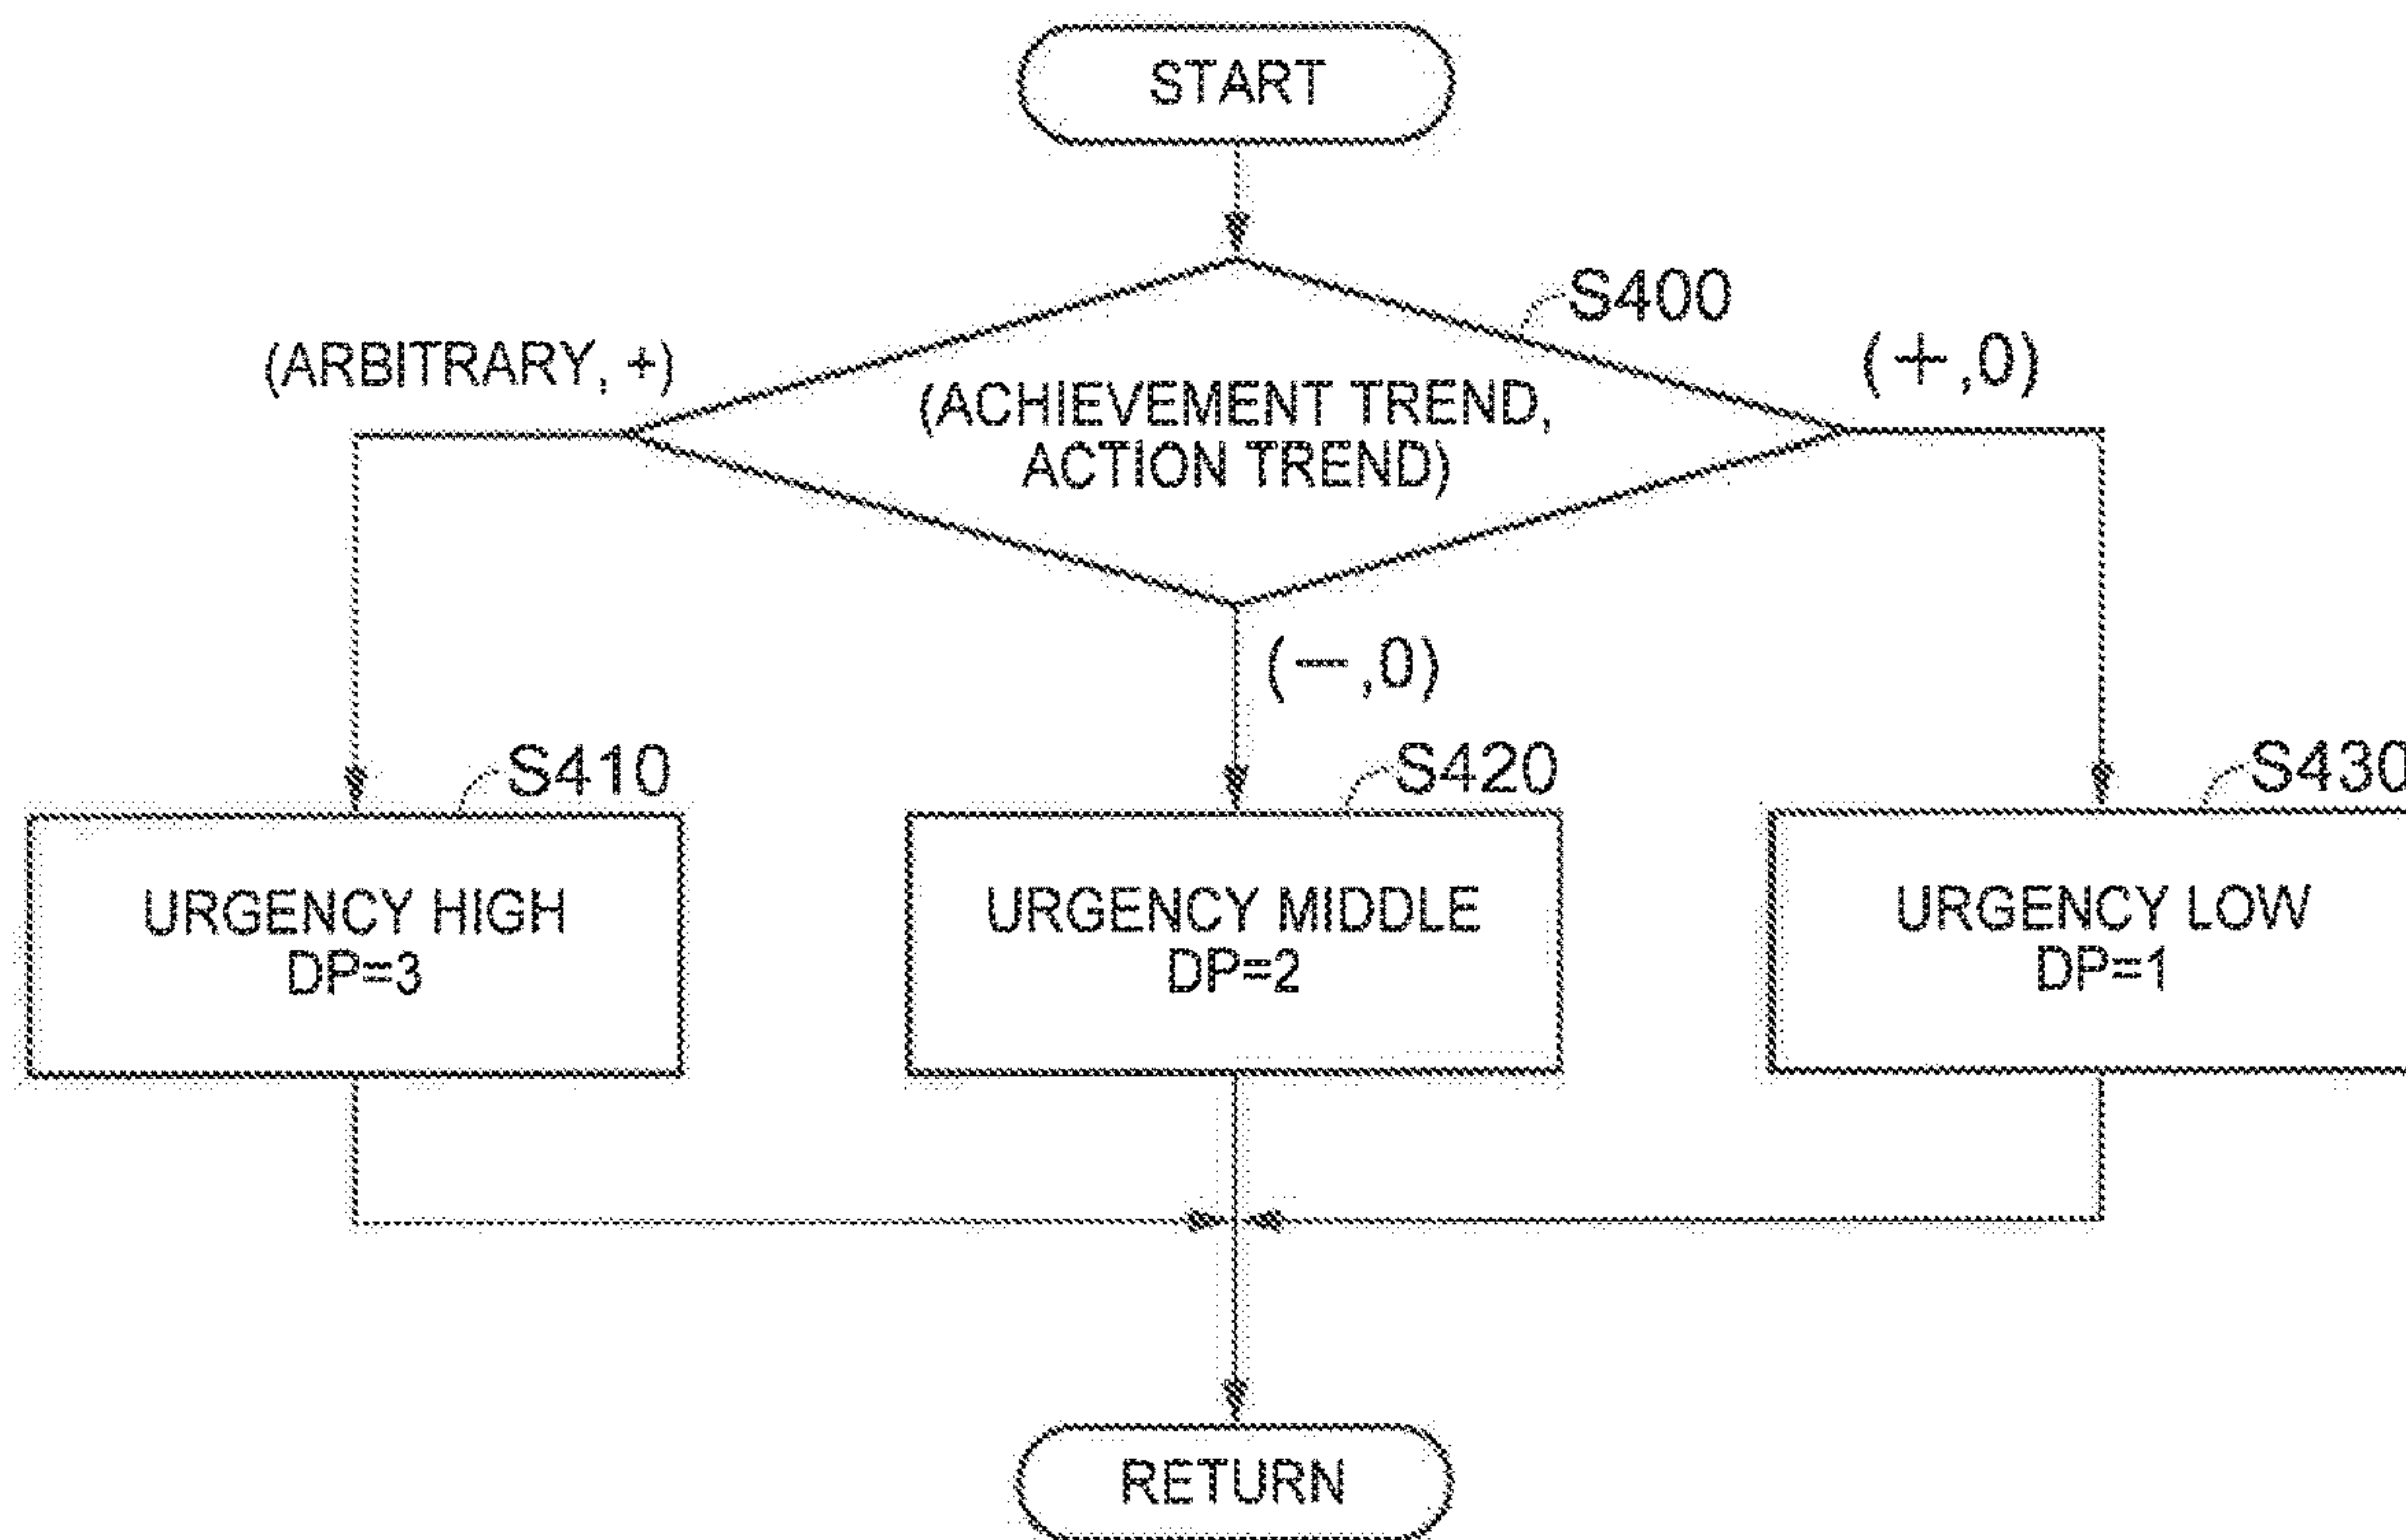 START
S400
(ARBITRARY, +)
(+,0)
(ACHIEVEMENT TREND,
ACTION TREND)
(—,0)
S410
S420
S430
URGENCY HIGH
DP=3
URGENCY MIDDLE
DP=2
URGENCY LOW
DP=1
RETURN